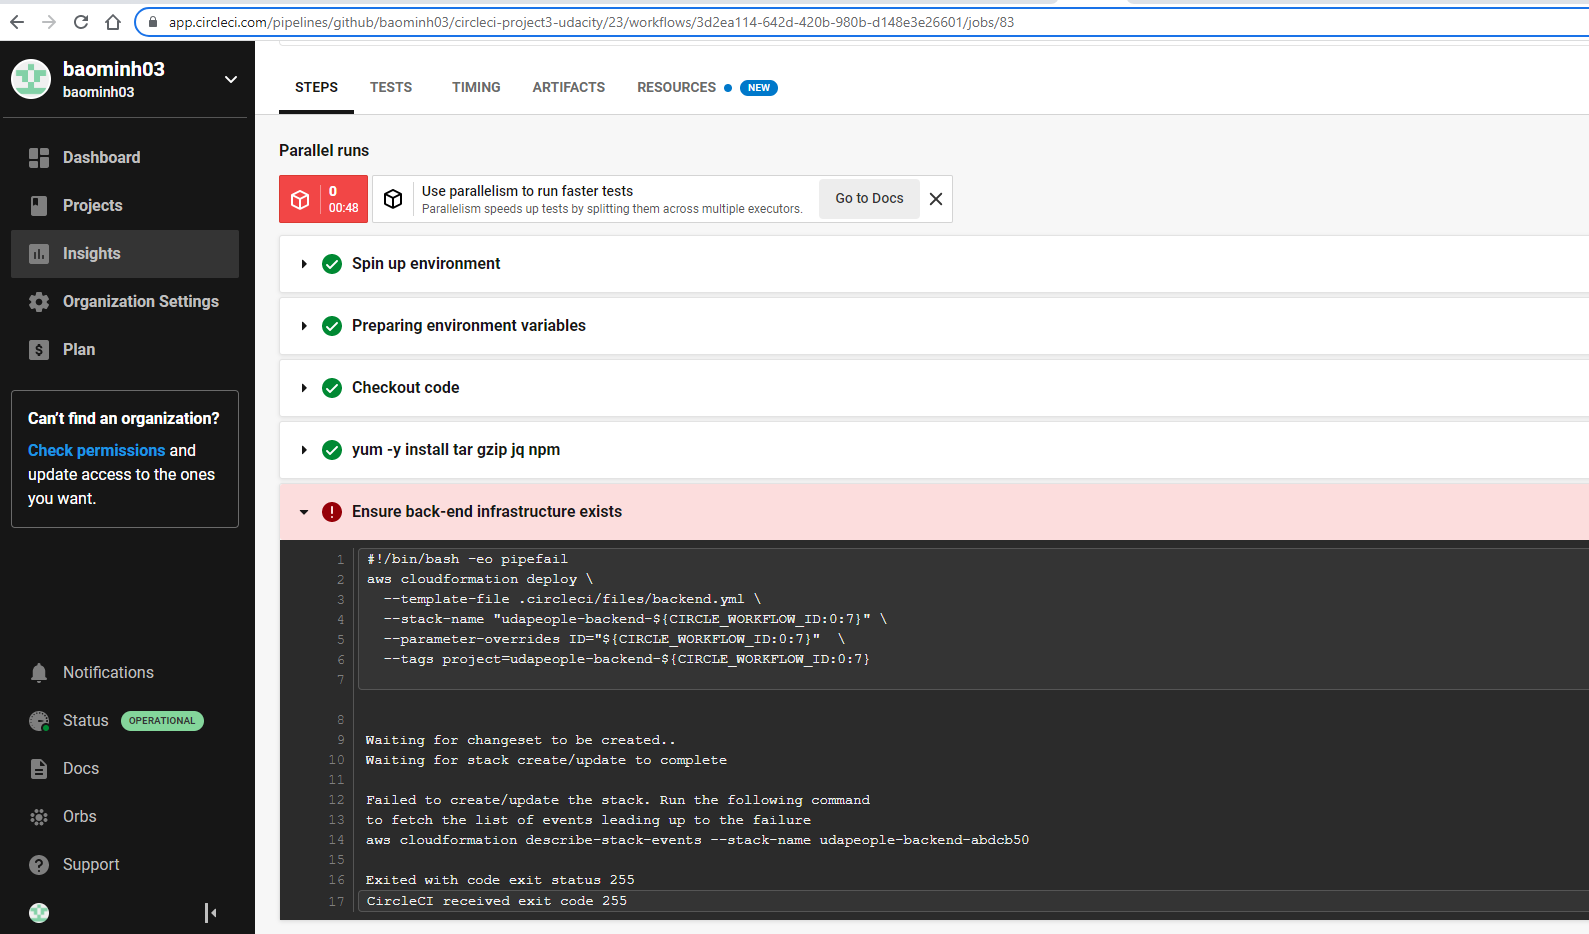 app.circleci.com/pipelines/github/baominh03/circleci-project3-udacity/23/workflows/3d2ea114-642d-420b-980b-d148e3e26601/jobs/83
baominh03
baominh03
Dashboard
Projects
Insights
Organization Settings
Plan
Can't find an organization?
Check permissions and
update access to the ones
you want.
Notifications
Status OPERATIONAL
Docs
Orbs
Support
STEPS TESTS TIMING ARTIFACTS RESOURCES NEW
Parallel runs
0
00:48
Use parallelism to run faster tests
Parallelism speeds up tests by splitting them across multiple executors.
Go to Docs
Spin up environment
Preparing environment variables
Checkout code
yum -y install tar gzip jq npm
Ensure back-end infrastructure exists
1 #!/bin/bash -eo pipefail
2 aws cloudformation deploy \
3 --template-file .circleci/files/backend.yml \
4 --stack-name "udapeople-backend-${CIRCLE_WORKFLOW_ID:0:7}" \
5 --parameter-overrides ID="${CIRCLE_WORKFLOW_ID:0:7}" \
6 --tags project=udapeople-backend-${CIRCLE_WORKFLOW_ID:0:7}
7
8
9 Waiting for changeset to be created..
10 Waiting for stack create/update to complete
11
12 Failed to create/update the stack. Run the following command
13 to fetch the list of events leading up to the failure
14 aws cloudformation describe-stack-events --stack-name udapeople-backend-abdcb50
15
16 Exited with code exit status 255
17 CircleCI received exit code 255